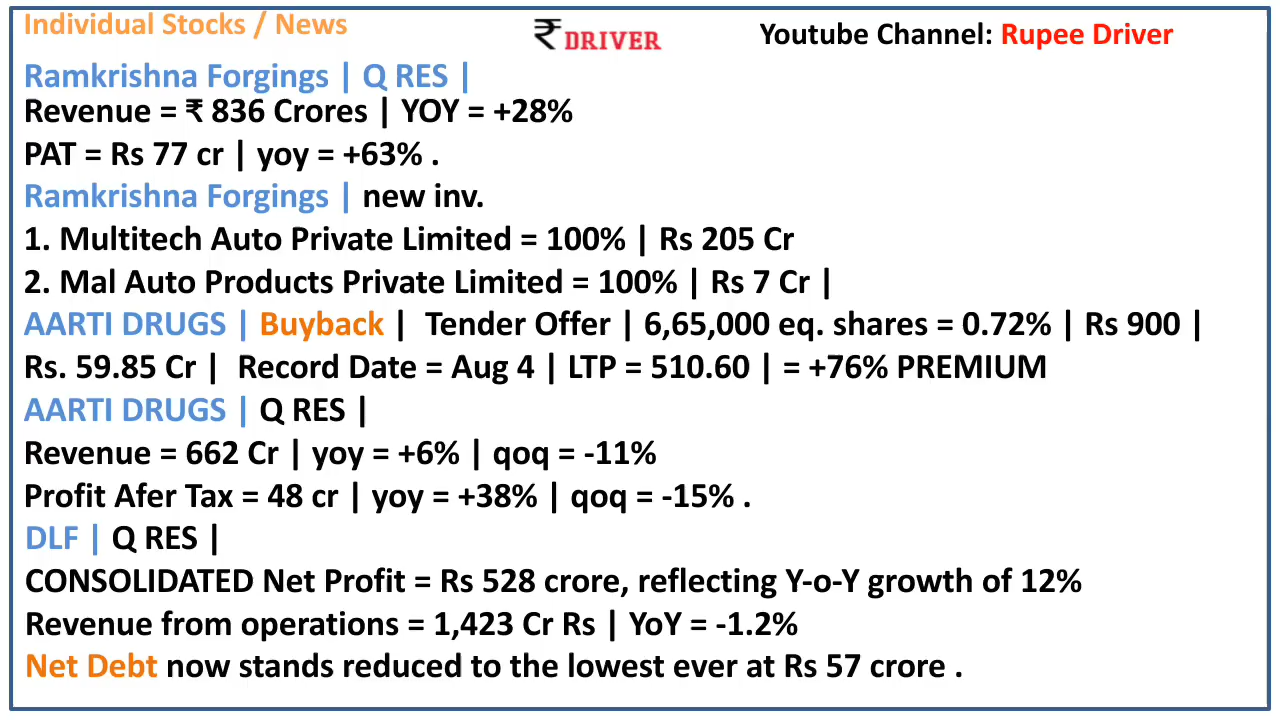 Individual Stocks / News
₹ DRIVER
Youtube Channel: Rupee Driver
Ramkrishna Forgings | Q RES |
Revenue = ₹ 836 Crores | YOY = +28%
PAT = Rs 77 cr | yoy = +63% .
Ramkrishna Forgings | new inv.
1. Multitech Auto Private Limited = 100% | Rs 205 Cr
2. Mal Auto Products Private Limited = 100% | Rs 7 Cr |
AARTI DRUGS | Buyback | Tender Offer | 6,65,000 eq. shares = 0.72% | Rs 900 |
Rs. 59.85 Cr | Record Date = Aug 4 | LTP = 510.60 | = +76% PREMIUM
AARTI DRUGS | Q RES |
Revenue = 662 Cr | yoy = +6% | qoq = -11%
Profit Afer Tax = 48 cr | yoy = +38% | qoq = -15% .
DLF | Q RES |
CONSOLIDATED Net Profit = Rs 528 crore, reflecting Y-o-Y growth of 12%
Revenue from operations = 1,423 Cr Rs | YoY = -1.2%
Net Debt now stands reduced to the lowest ever at Rs 57 crore .